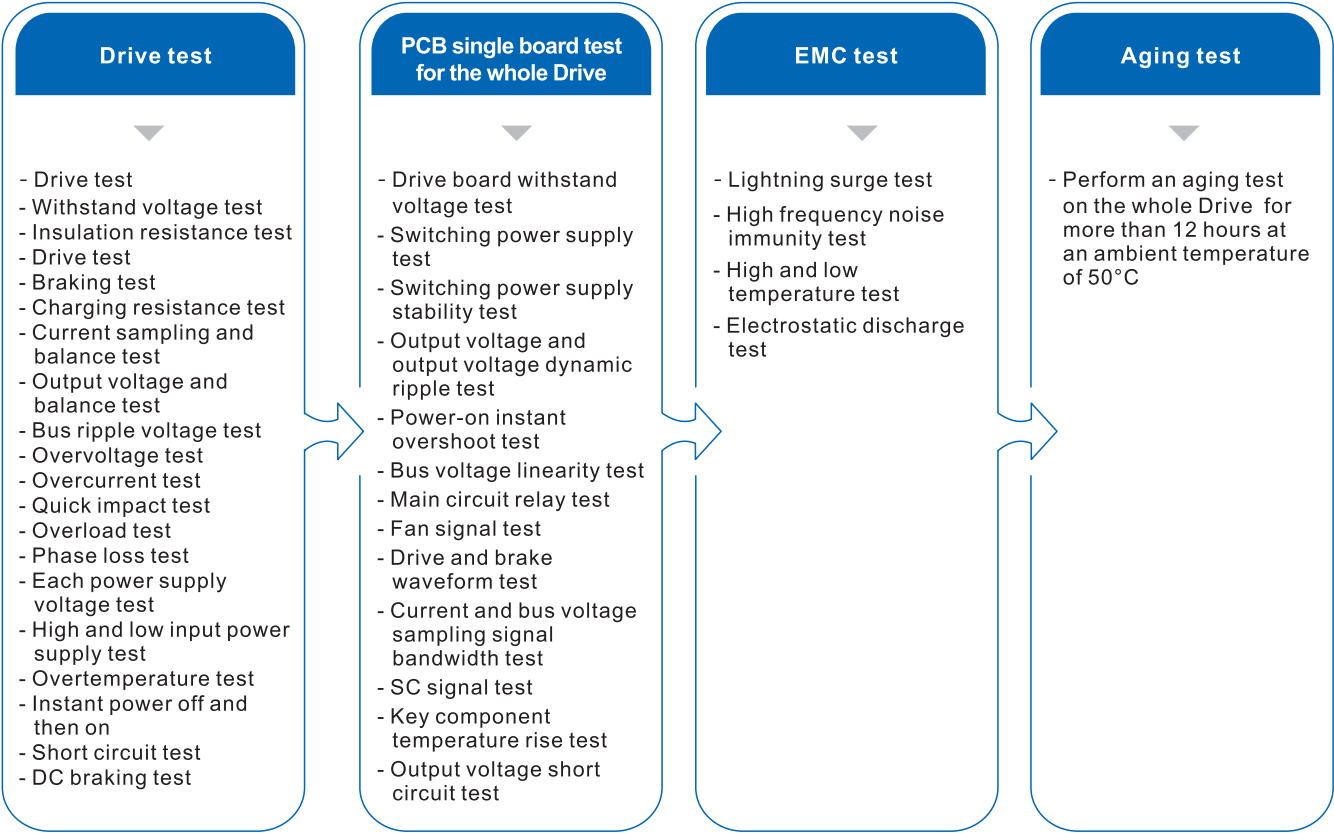 Drive test
- Drive test
- Withstand voltage test
- Insulation resistance test
- Drive test
- Braking test
- Charging resistance test
- Current sampling and
balance test
- Output voltage and
balance test
- Bus ripple voltage test
- Overvoltage test
- Overcurrent test
- Quick impact test
- Overload test
- Phase loss test
- Each power supply
voltage test
- High and low input power
supply test
- Overtemperature test
- Instant power off and
then on
- Short circuit test
- DC braking test
PCB single board test
for the whole Drive
- Drive board withstand
voltage test
- Switching power supply
test
- Switching power supply
stability test
- Output voltage and
output voltage dynamic
ripple test
- Power-on instant
overshoot test
- Bus voltage linearity test
- Main circuit relay test
- Fan signal test
- Drive and brake
waveform test
- Current and bus voltage
sampling signal
bandwidth test
- SC signal test
- Key component
temperature rise test
- Output voltage short
circuit test
EMC test
- Lightning surge test
- High frequency noise
immunity test
- High and low
temperature test
- Electrostatic discharge
test
Aging test
- Perform an aging test
on the whole Drive for
more than 12 hours at
an ambient temperature
of 50°C